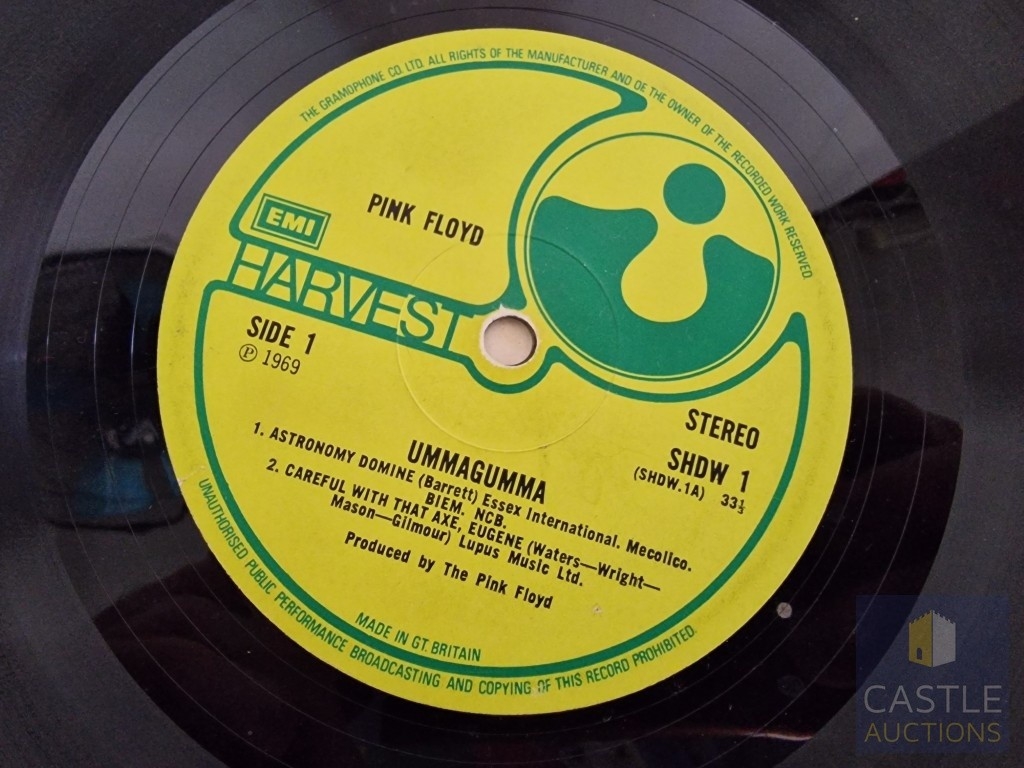 THE GRAMOPHONE CO LTD. ALL RIGHTS OF THE MANUFACTURER AND OF THE OWNER OF THE RECORDED WORK RESERVED.
PINK FLOYD
EMI
HARVEST
SIDE 1
℗ 1969
STEREO
SHDW 1
(SHDW.1A) 33⅓
UMMAGUMMA
1. ASTRONOMY DOMINE (Barrett) Essex International. Mecolico.
BIEM. NCB.
2. CAREFUL WITH THAT AXE, EUGENE (Waters—Wright—
Mason—Gilmour) Lupus Music Ltd.
Produced by The Pink Floyd
MADE IN GT. BRITAIN
UNAUTHORISED PUBLIC PERFORMANCE BROADCASTING AND COPYING OF THIS RECORD PROHIBITED.
CASTLE
AUCTIONS